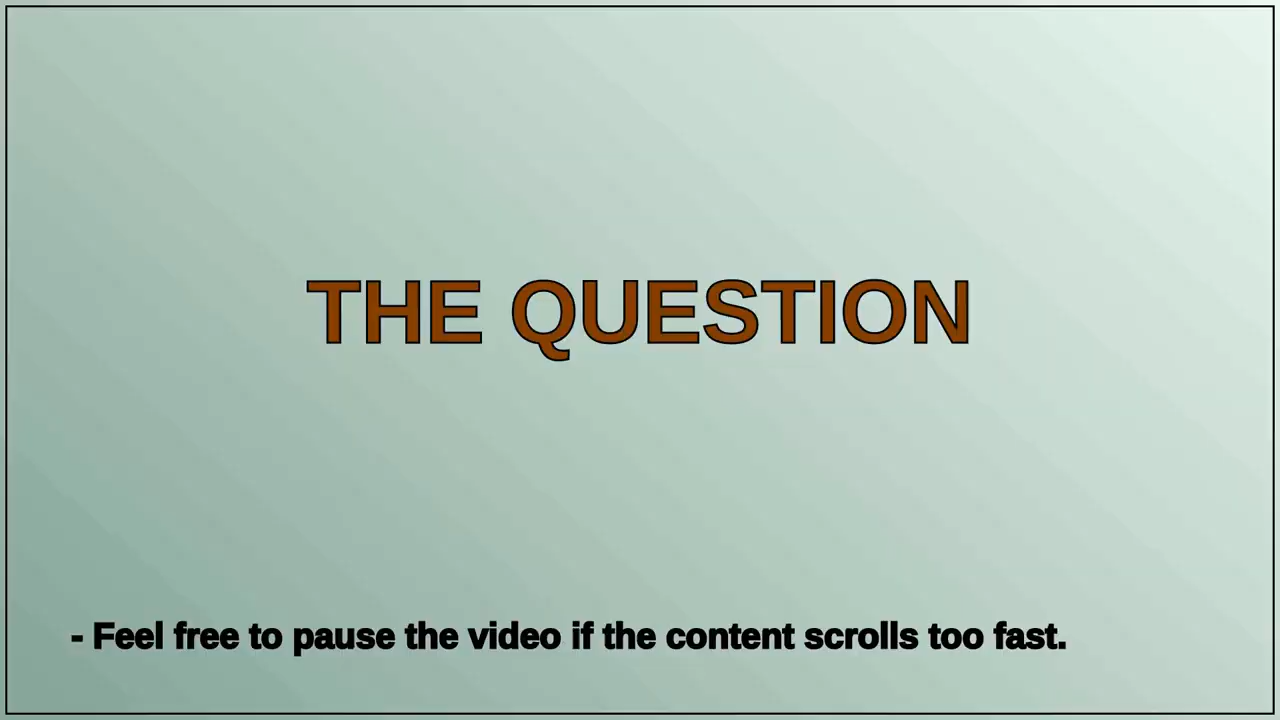 THE QUESTION
- Feel free to pause the video if the content scrolls too fast.